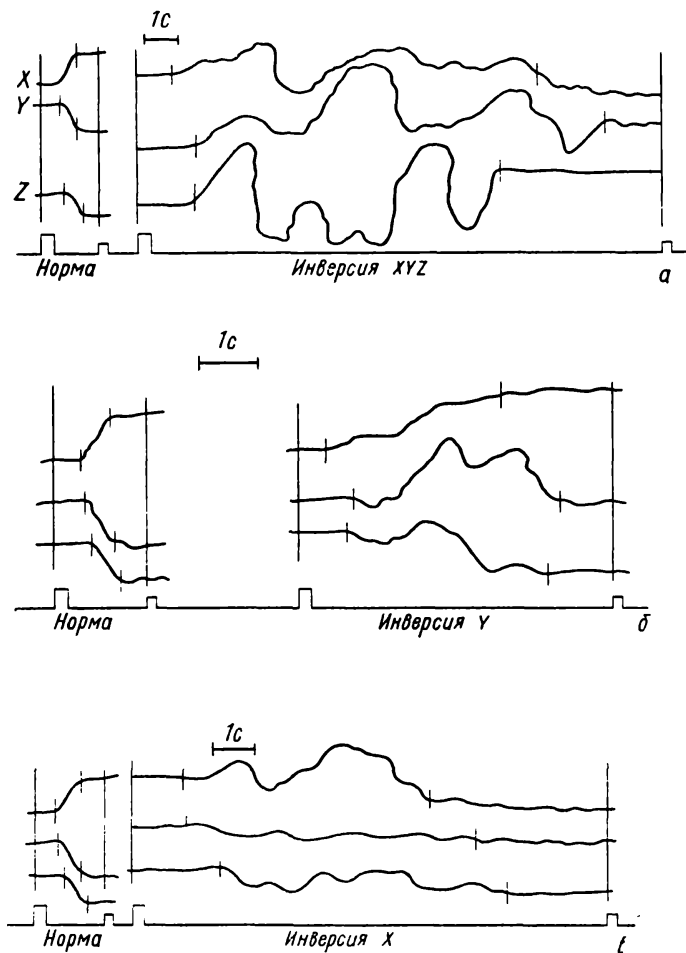 1с
X
Y
Z
Норма
Инверсия XYZ
а
1с
Норма
Инверсия Y
б
1с
Норма
Инверсия X